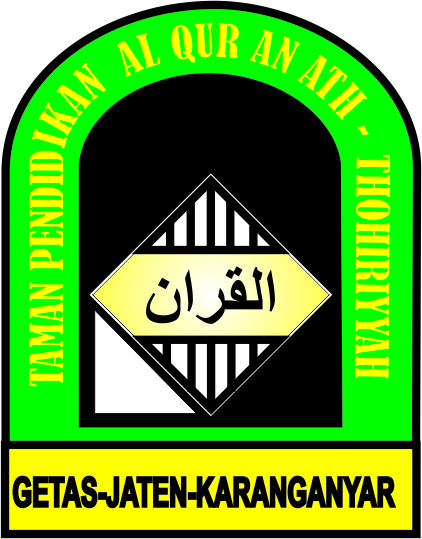 TAMAN PENDIDIKAN AL QUR AN ATH - THOHIRIYYAH
القران
GETAS-JATEN-KARANGANYAR